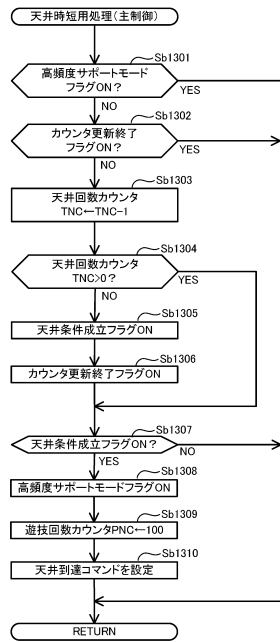 天井時短用処理(主制御)
Sb1301
高頻度サポートモード
フラグON?
YES
NO
Sb1302
カウンタ更新終了
フラグON?
YES
NO
Sb1303
天井回数カウンタ
TNC←TNC-1
Sb1304
天井回数カウンタ
TNC>0?
YES
NO
Sb1305
天井条件成立フラグON
Sb1306
カウンタ更新終了フラグON
Sb1307
天井条件成立フラグON?
NO
YES
Sb1308
高頻度サポートモードフラグON
Sb1309
遊技回数カウンタPNC←100
Sb1310
天井到達コマンドを設定
RETURN